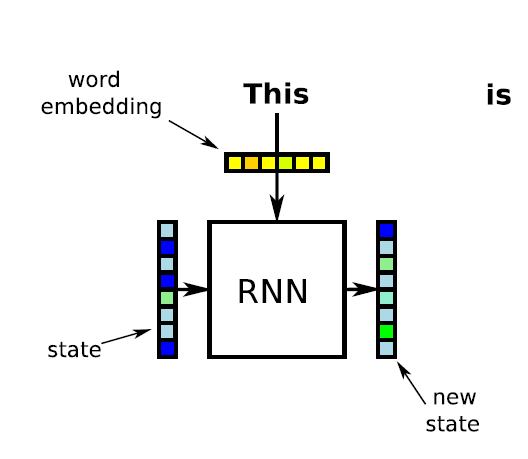 word
embedding
This
is
RNN
state
new
state